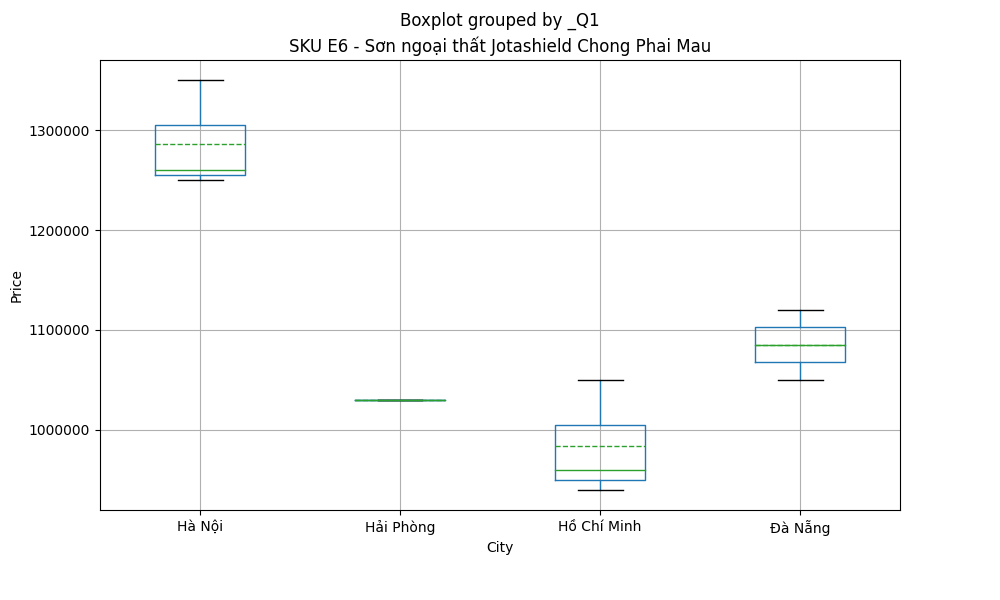 Boxplot grouped by _Q1
SKU E6 - Sơn ngoại thất Jotashield Chong Phai Mau
1300000
1200000
1100000
1000000
Price
Hà Nội
Hải Phòng
Hồ Chí Minh
Đà Nẵng
City